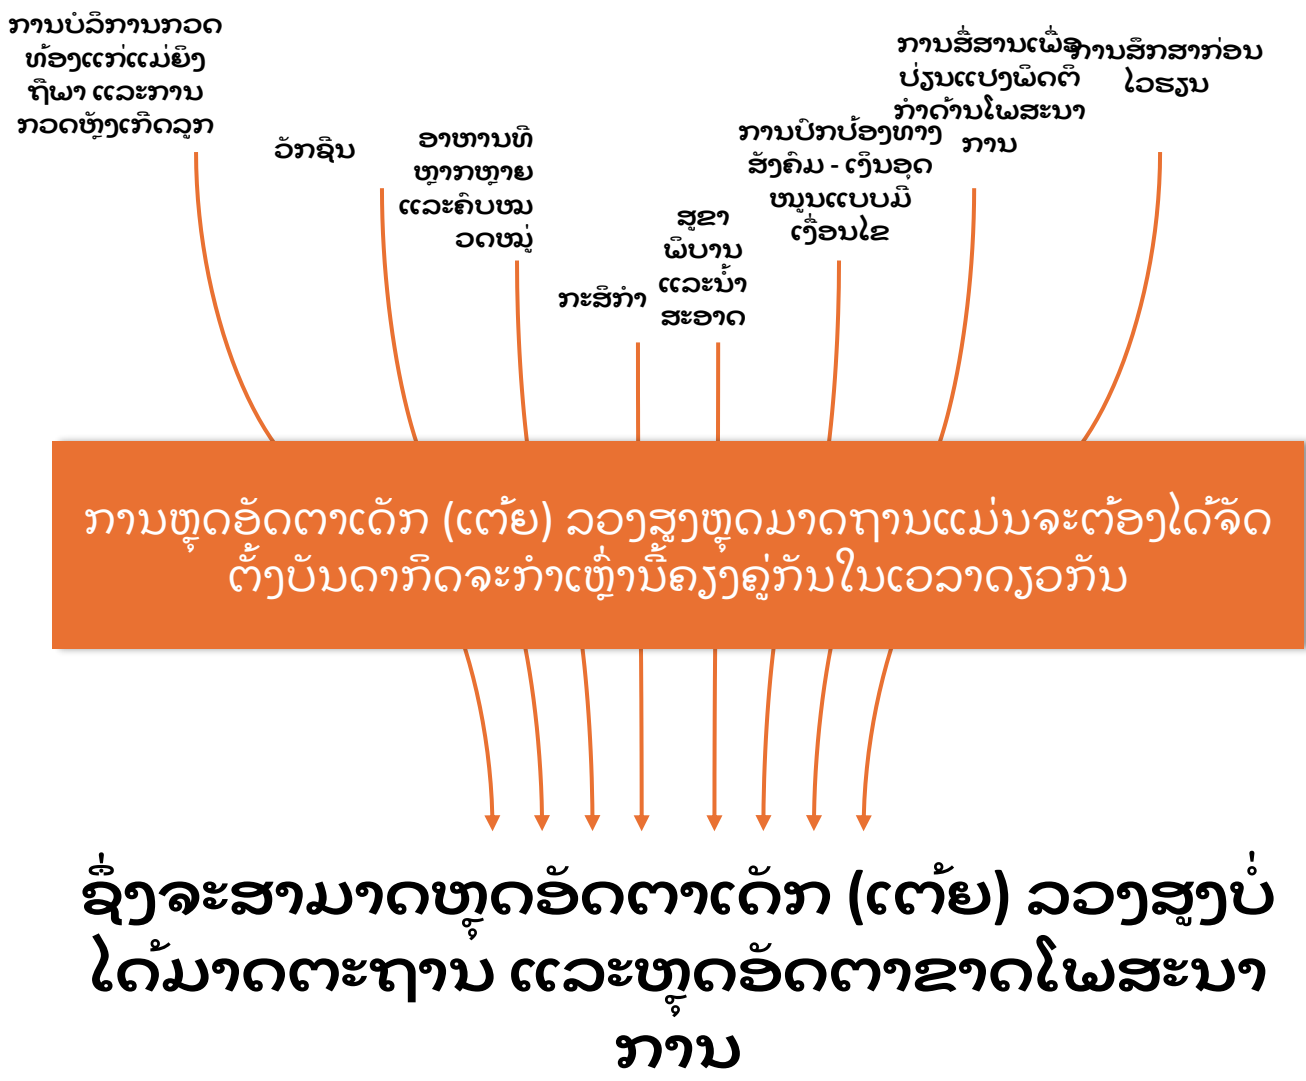 ການບໍລິການກວດ
ທ້ອງແກ່ແມ່ຍິງ
ຖືພາ ແລະການ
ກວດຫຼັງເກີດລູກ
ວັກຊີນ
ອາຫານທີ່
ຫຼາກຫຼາຍ
ແລະຄົບໝ
ວດໝູ່
ກະສິກຳ
ສຸຂາ
ພິບານ
ແລະນ້ຳ
ສະອາດ
ການປົກປ້ອງທາງ
ສັງຄົມ - ເງິນອຸດ
ໜູນແບບມີ
ເງື່ອນໄຂ
ການສື່ສານເພື່ອ
ປ່ຽນແປງພຶດຕິ
ກຳດ້ານໂພສະນາ
ການ
ການສຶກສາກ່ອນ
ໄວຮຽນ
ການຫຼຸດອັດຕາເດັກ (ເຕ້ຍ) ລວງສູງຫຼຸດມາດຖານແມ່ນຈະຕ້ອງໄດ້ຈັດ
ຕັ້ງບັນດາກິດຈະກຳເຫຼົ່ານີ້ຄຽງຄູ່ກັນໃນເວລາດຽວກັນ
ຊຶ່ງຈະສາມາດຫຼຸດອັດຕາເດັກ (ເຕ້ຍ) ລວງສູງບໍ່
ໄດ້ມາດຕະຖານ ແລະຫຼຸດອັດຕາຂາດໂພສະນາ
ການ